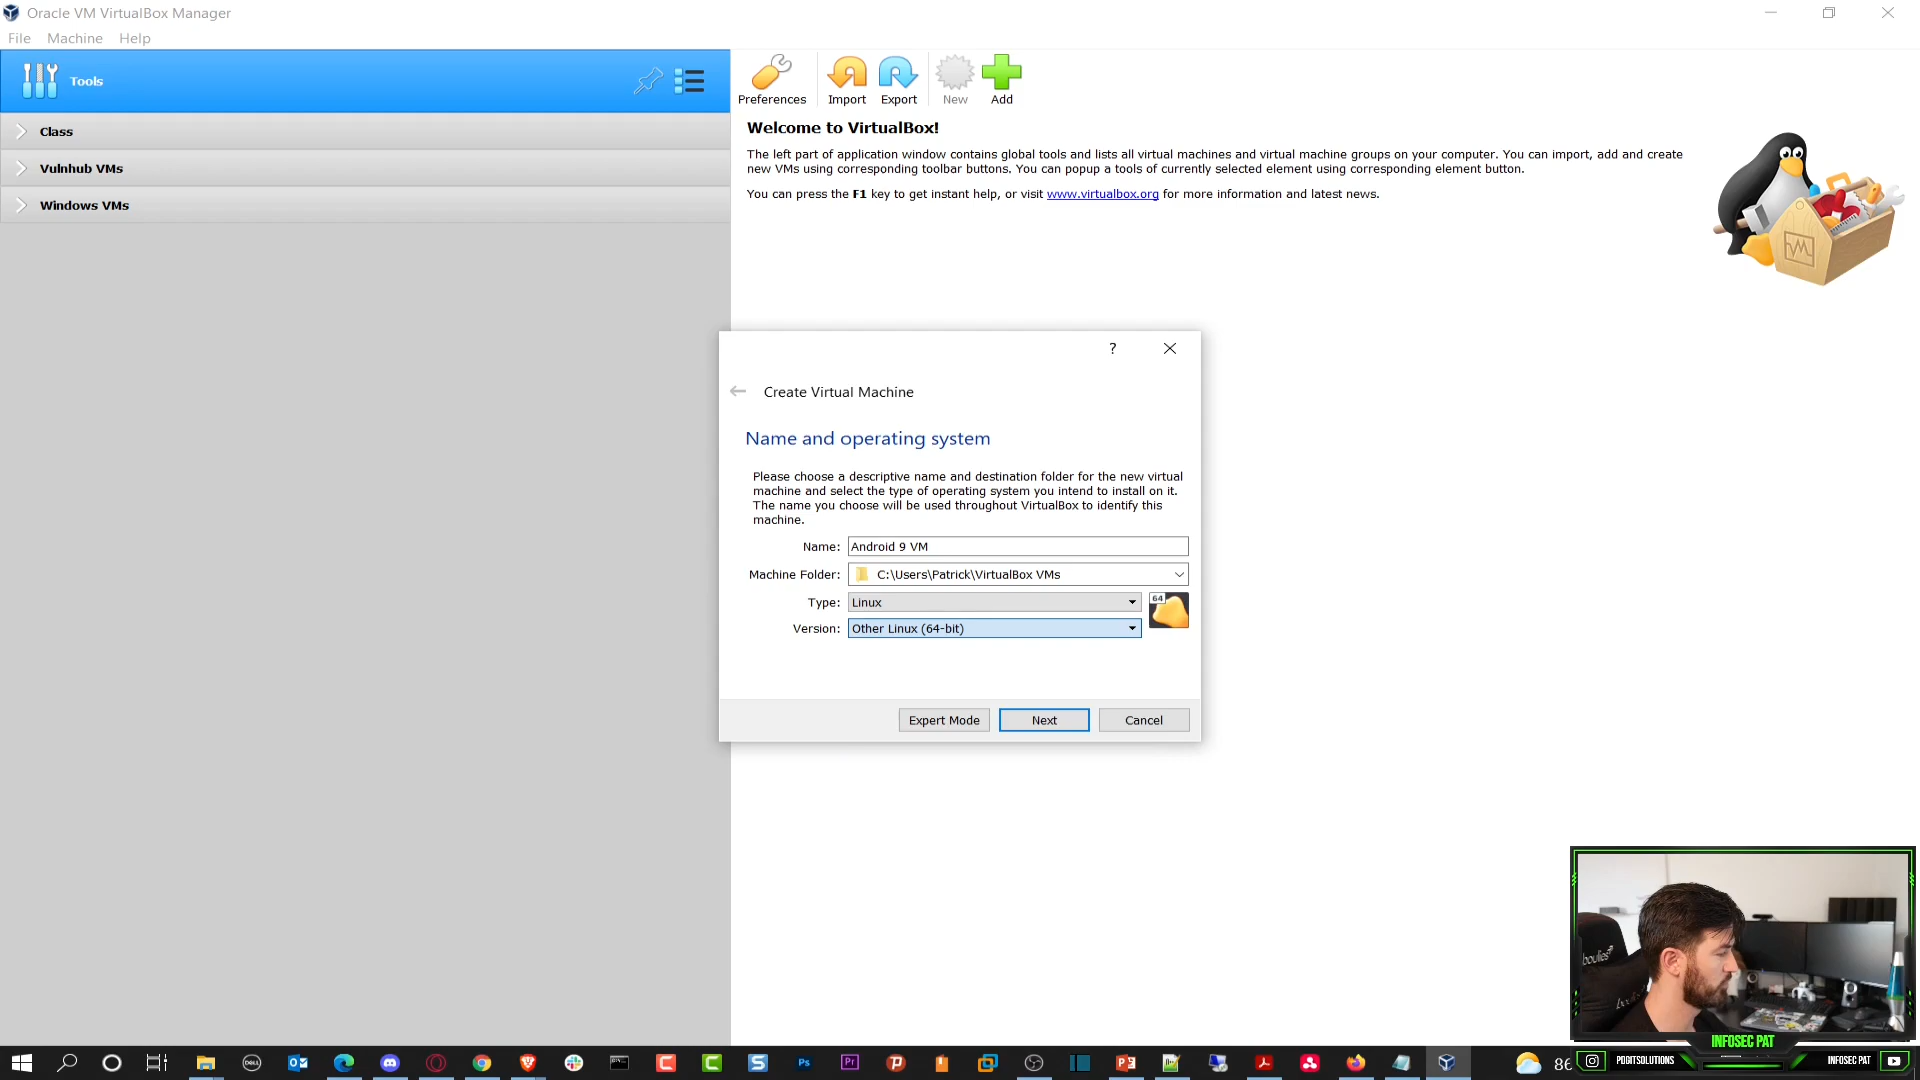 Oracle VM VirtualBox Manager
File Machine Help
Tools
Class
Vulnhub VMs
Windows VMs
Preferences Import Export New Add
Welcome to VirtualBox!
The left part of application window contains global tools and lists all virtual machines and virtual machine groups on your computer. You can import, add and create
new VMs using corresponding toolbar buttons. You can popup a tools of currently selected element using corresponding element button.
You can press the F1 key to get instant help, or visit www.virtualbox.org for more information and latest news.
?
Create Virtual Machine
Name and operating system
Please choose a descriptive name and destination folder for the new virtual
machine and select the type of operating system you intend to install on it.
The name you choose will be used throughout VirtualBox to identify this
machine.
Name: Android 9 VM
Machine Folder: C:\Users\Patrick\VirtualBox VMs
Type: Linux
64
Version: Other Linux (64-bit)
Expert Mode Next Cancel
boulies
INFOSEC PAT
DELL
Ps
Pr
PDDITSOLUTIONS
INFOSEC PAT